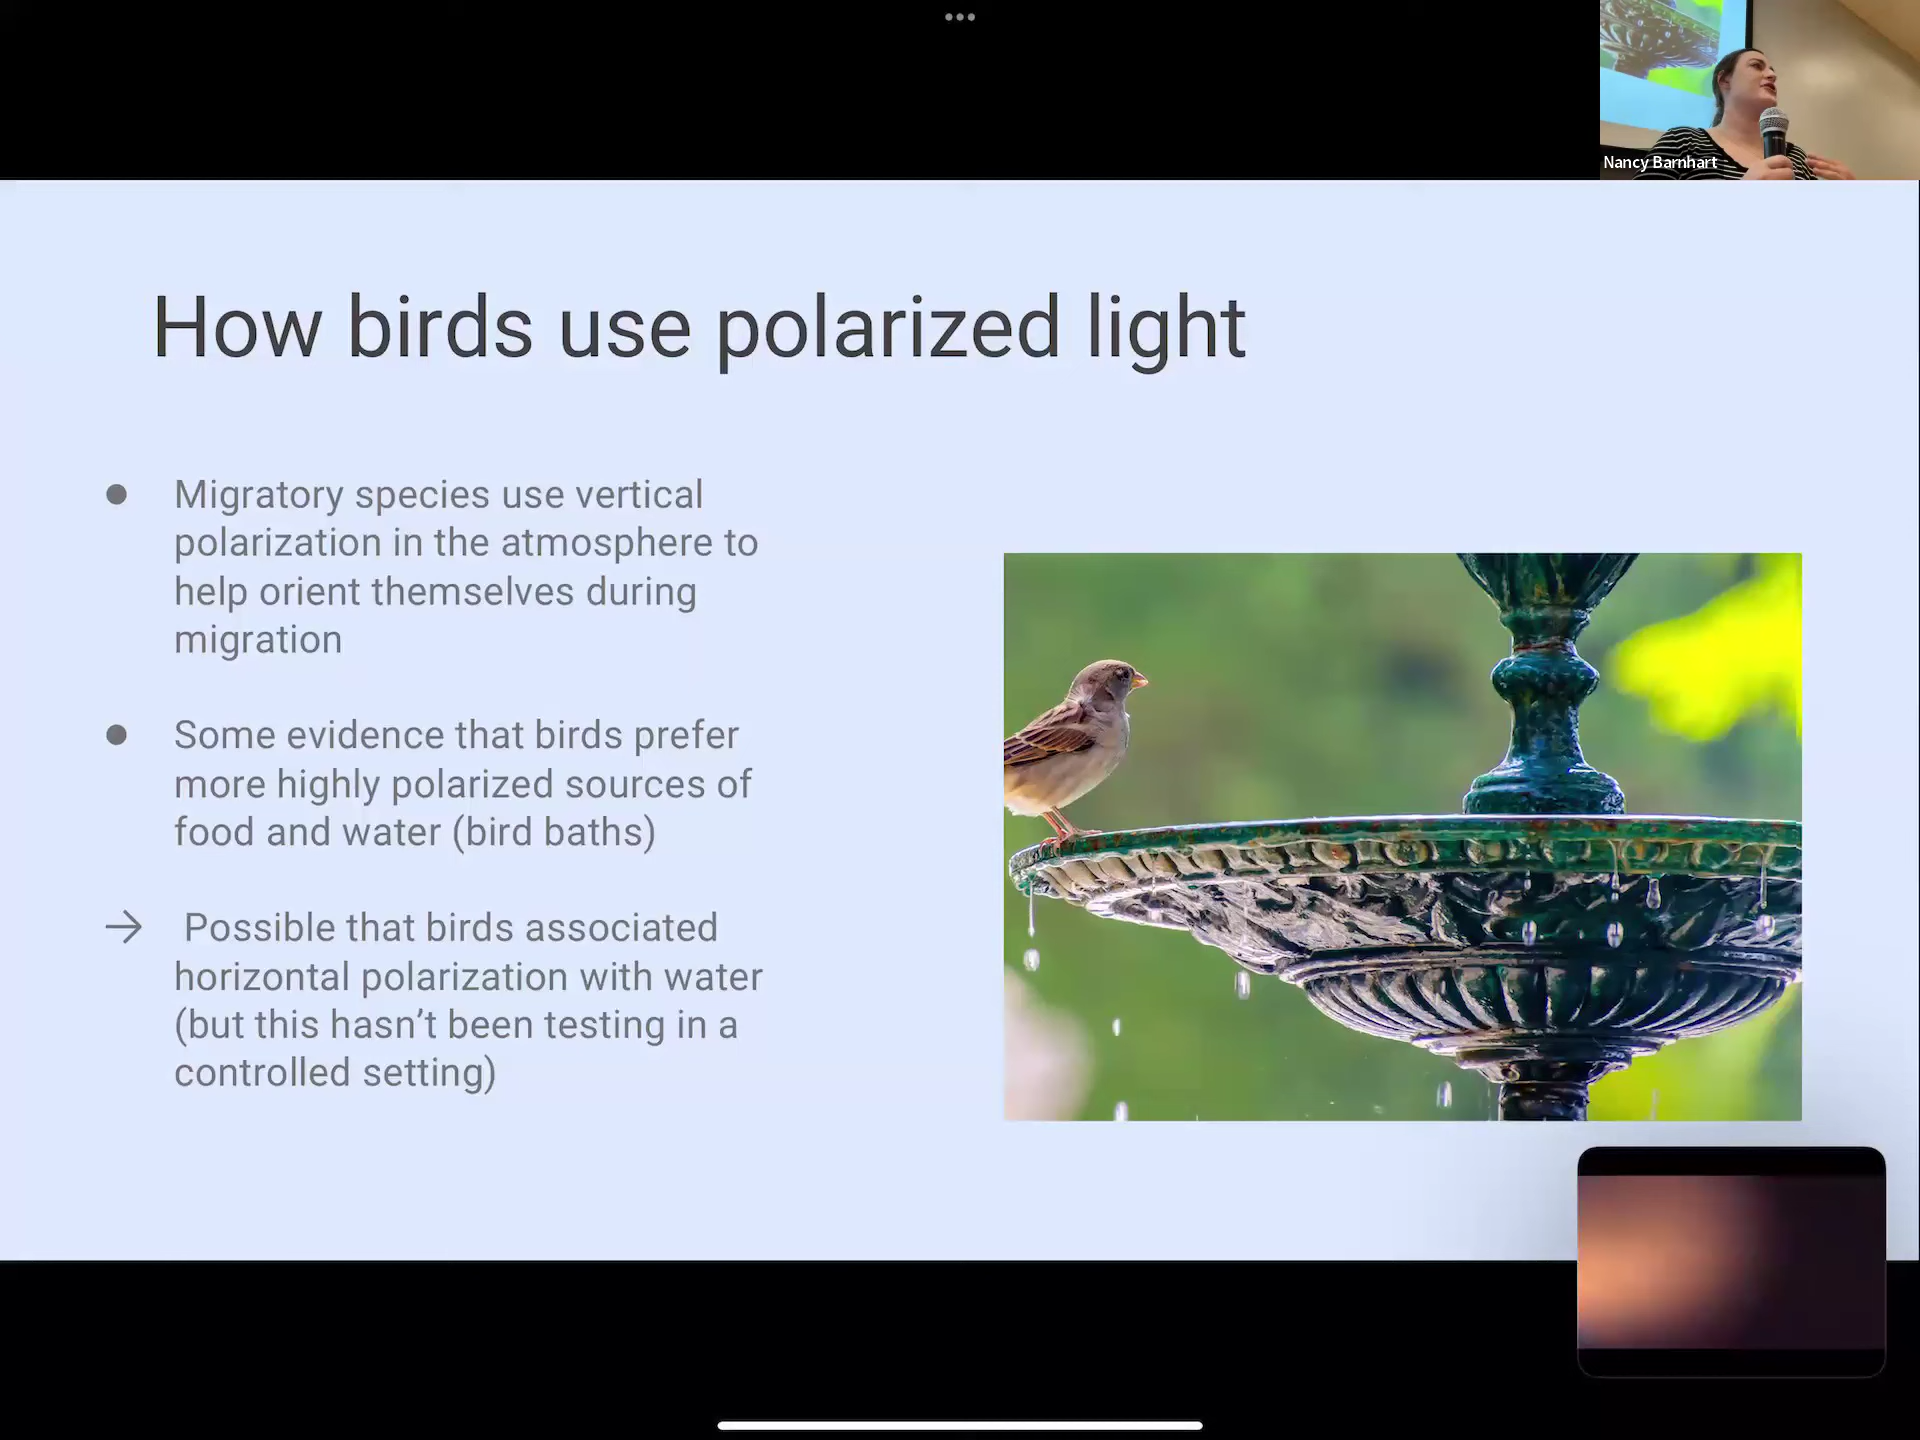 Nancy Barnhart
How birds use polarized light
● Migratory species use vertical
polarization in the atmosphere to
help orient themselves during
migration
● Some evidence that birds prefer
more highly polarized sources of
food and water (bird baths)
→ Possible that birds associated
horizontal polarization with water
(but this hasn’t been testing in a
controlled setting)